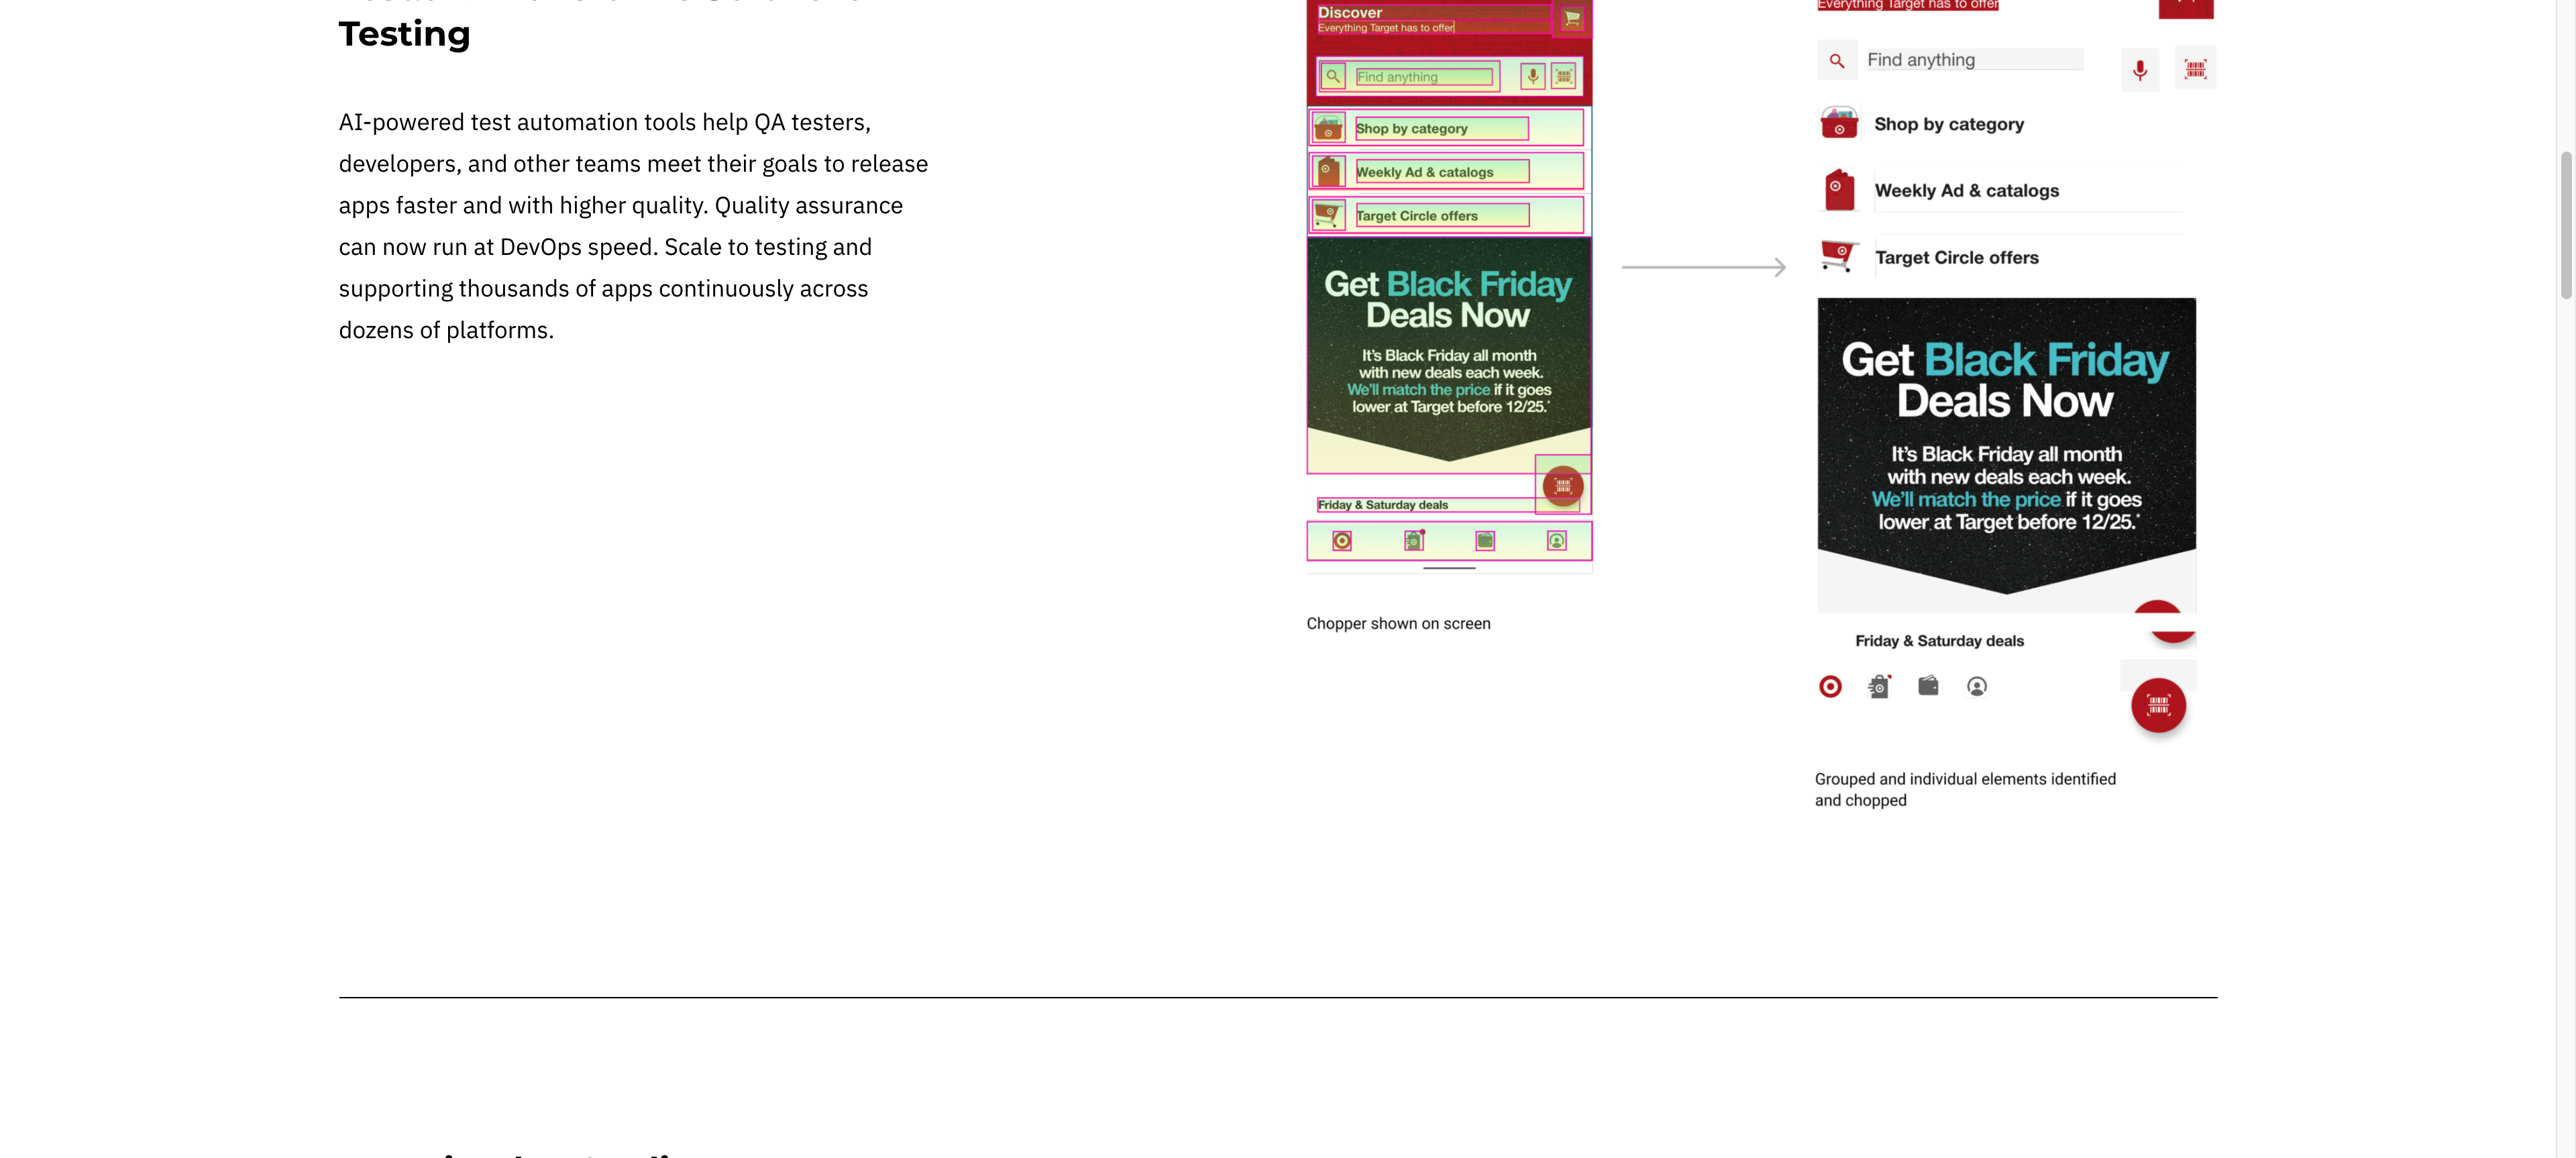 Testing
AI-powered test automation tools help QA testers,
developers, and other teams meet their goals to release
apps faster and with higher quality. Quality assurance
can now run at DevOps speed. Scale to testing and
supporting thousands of apps continuously across
dozens of platforms.
Discover
Everything Target has to offer
Find anything
Shop by category
Weekly Ad & catalogs
Target Circle offers
Get Black Friday
Deals Now
It's Black Friday all month
with new deals each week.
We'll match the price if it goes
lower at Target before 12/25.*
Friday & Saturday deals
Chopper shown on screen
Everything Target has to offer
Find anything
Shop by category
Weekly Ad & catalogs
Target Circle offers
Get Black Friday
Deals Now
It's Black Friday all month
with new deals each week.
We'll match the price if it goes
lower at Target before 12/25.*
Friday & Saturday deals
Grouped and individual elements identified
and chopped